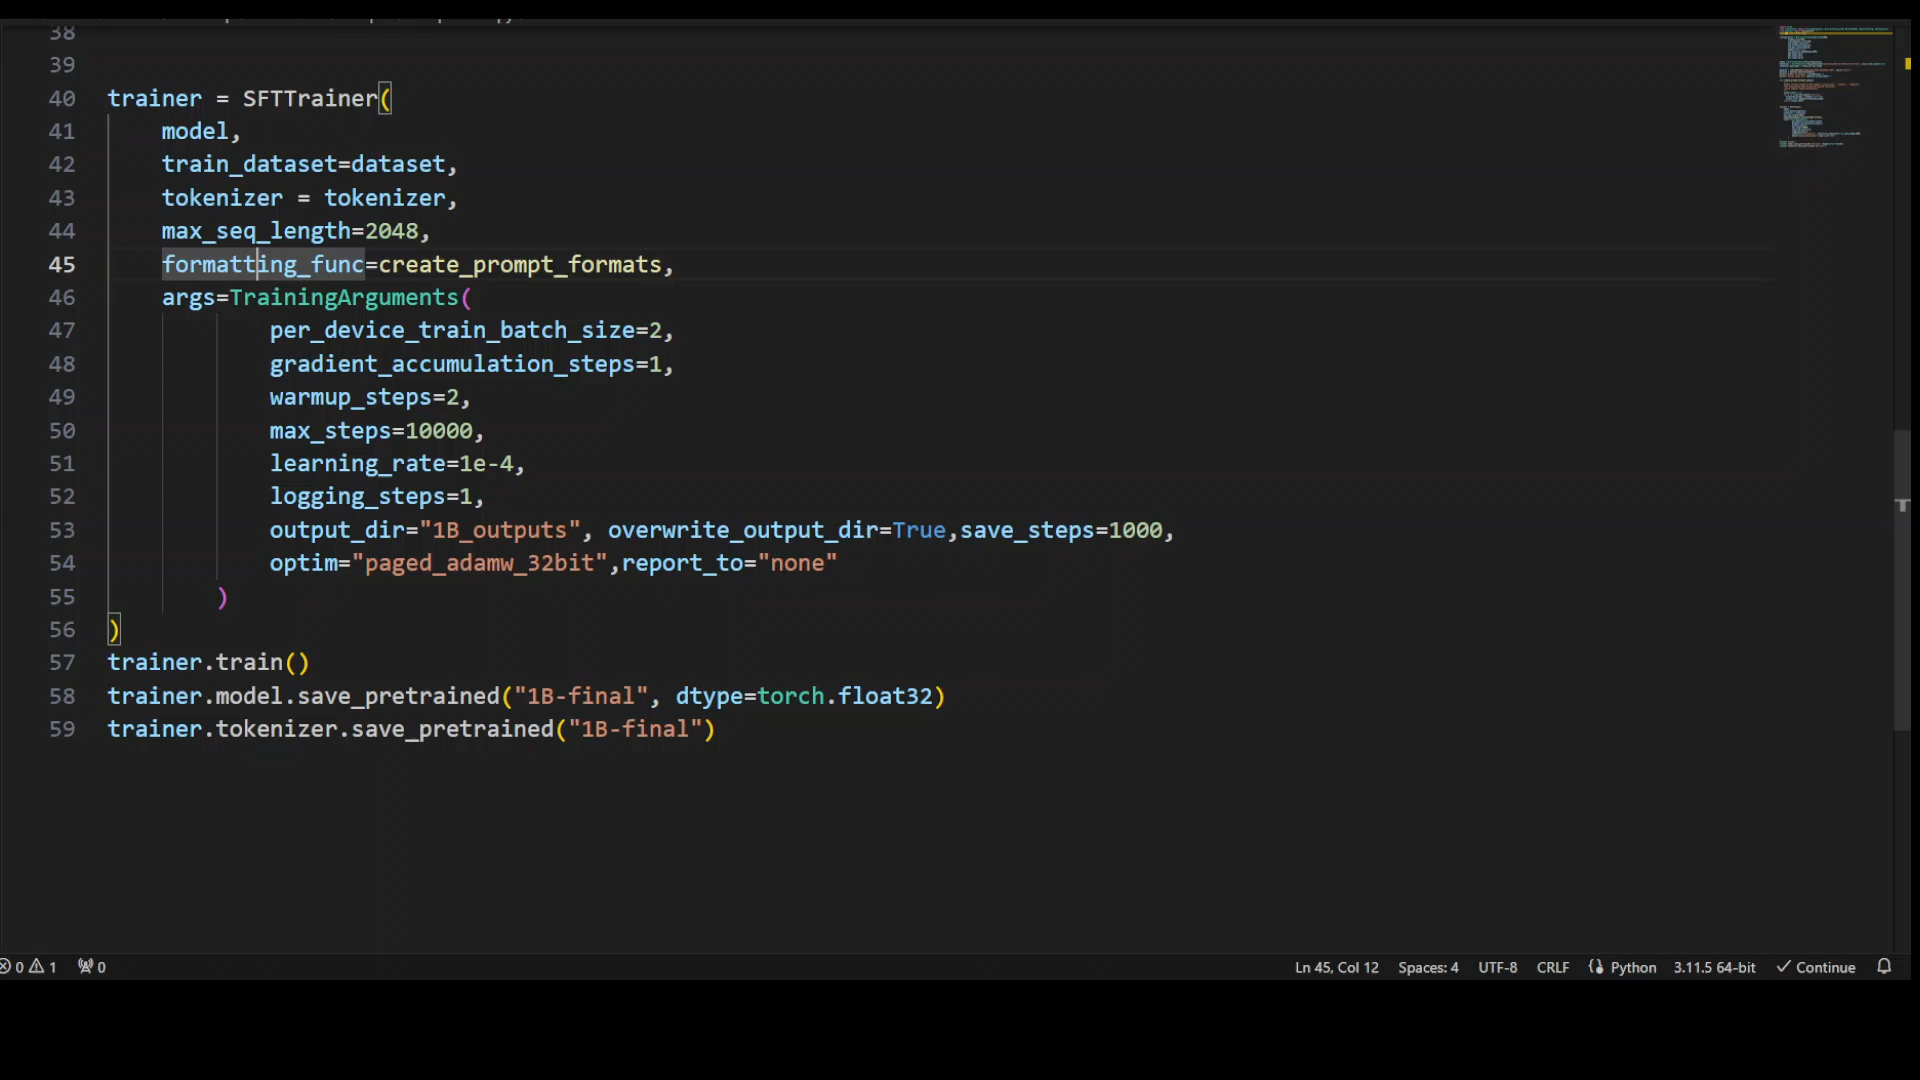 38
39
40 trainer = SFTTrainer(
41 model,
42 train_dataset=dataset,
43 tokenizer = tokenizer,
44 max_seq_length=2048,
45 formatting_func=create_prompt_formats,
46 args=TrainingArguments(
47 per_device_train_batch_size=2,
48 gradient_accumulation_steps=1,
49 warmup_steps=2,
50 max_steps=10000,
51 learning_rate=1e-4,
52 logging_steps=1,
53 output_dir="1B_outputs", overwrite_output_dir=True,save_steps=1000,
54 optim="paged_adamw_32bit",report_to="none"
55 )
56 )
57 trainer.train()
58 trainer.model.save_pretrained("1B-final", dtype=torch.float32)
59 trainer.tokenizer.save_pretrained("1B-final")
0 1 0 Ln 45, Col 12 Spaces: 4 UTF-8 CRLF Python 3.11.5 64-bit Continue